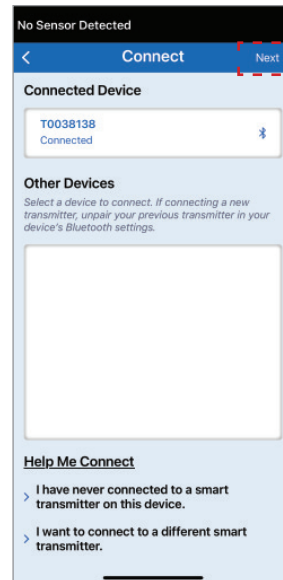 No Sensor Detected
Connect
Next
Connected Device
T0038138
Connected
Other Devices
Select a device to connect. If connecting a new
transmitter, unpair your previous transmitter in your
device's Bluetooth settings.
Help Me Connect
I have never connected to a smart
transmitter on this device.
I want to connect to a different smart
transmitter.